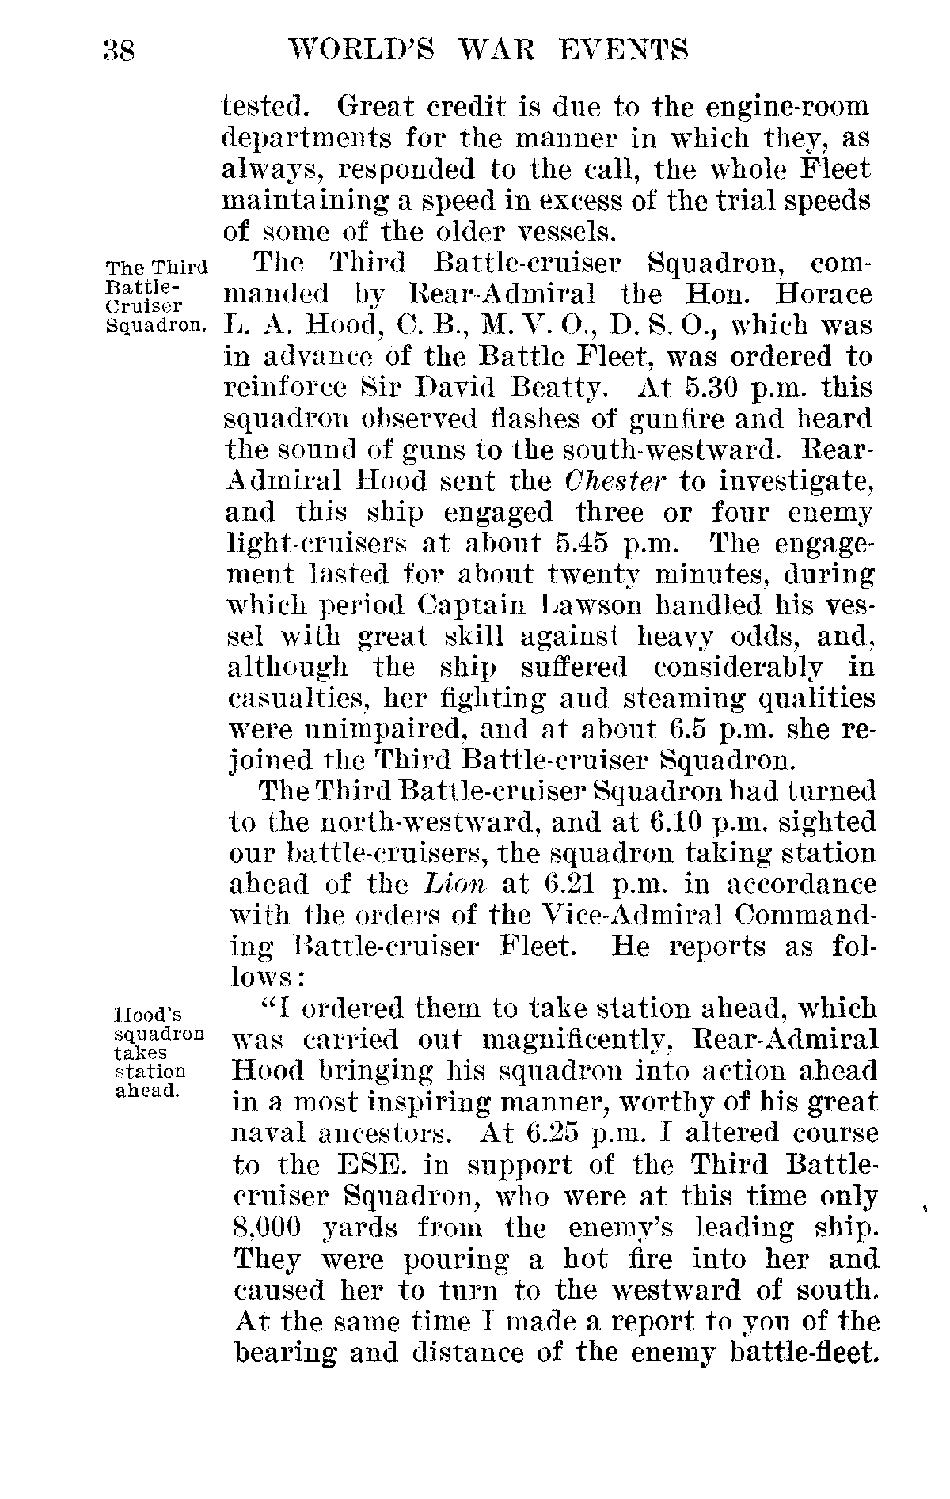 38 WORLD'S WAR EVENTS
tested. Great credit is due to the engine-room
departments for the manner in which they, as
always, responded to the call, the whole Fleet
maintaining a speed in excess of the trial speeds
of some of the older vessels.
The Third
Battle-
Cruiser
Squadron.
The Third Battle-cruiser Squadron, com-
manded by Rear-Admiral the Hon. Horace
L. A. Hood, C. B., M. V. O., D. S. O., which was
in advance of the Battle Fleet, was ordered to
reinforce Sir David Beatty. At 5.30 p.m. this
squadron observed flashes of gunfire and heard
the sound of guns to the south-westward. Rear-
Admiral Hood sent the Chester to investigate,
and this ship engaged three or four enemy
light-cruisers at about 5.45 p.m. The engage-
ment lasted for about twenty minutes, during
which period Captain Lawson handled his ves-
sel with great skill against heavy odds, and,
although the ship suffered considerably in
casualties, her fighting and steaming qualities
were unimpaired, and at about 6.5 p.m. she re-
joined the Third Battle-cruiser Squadron.
The Third Battle-cruiser Squadron had turned
to the north-westward, and at 6.10 p.m. sighted
our battle-cruisers, the squadron taking station
ahead of the Lion at 6.21 p.m. in accordance
with the orders of the Vice-Admiral Command-
ing Battle-cruiser Fleet. He reports as fol-
lows:
Hood's
squadron
takes
station
ahead.
"I ordered them to take station ahead, which
was carried out magnificently, Rear-Admiral
Hood bringing his squadron into action ahead
in a most inspiring manner, worthy of his great
naval ancestors. At 6.25 p.m. I altered course
to the ESE. in support of the Third Battle-
cruiser Squadron, who were at this time only
8,000 yards from the enemy's leading ship.
They were pouring a hot fire into her and
caused her to turn to the westward of south.
At the same time I made a report to you of the
bearing and distance of the enemy battle-fleet.